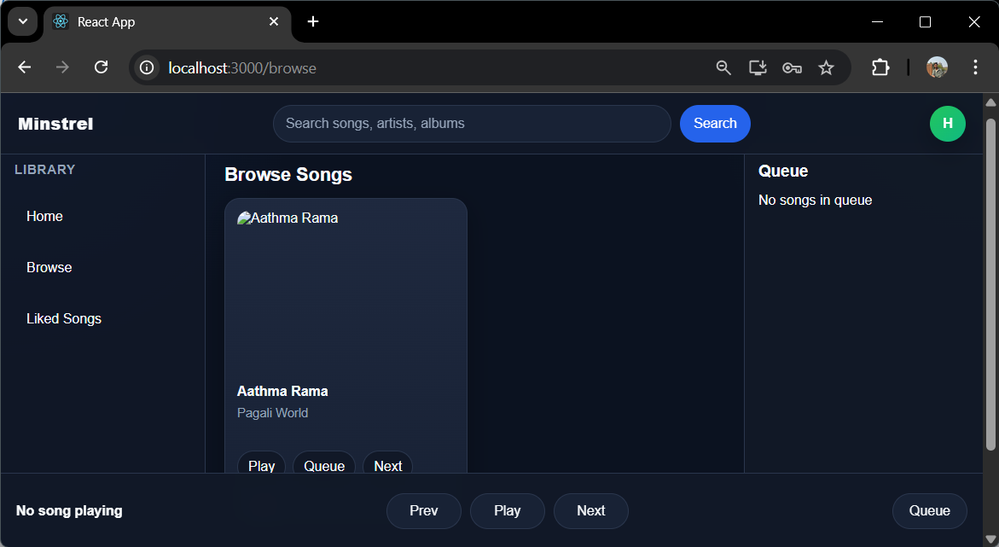 React App
localhost:3000/browse
Minstrel
Search songs, artists, albums
Search
H
LIBRARY
Home
Browse
Liked Songs
Browse Songs
Aathma Rama
Aathma Rama
Pagali World
Play Queue Next
Queue
No songs in queue
No song playing
Prev Play Next
Queue